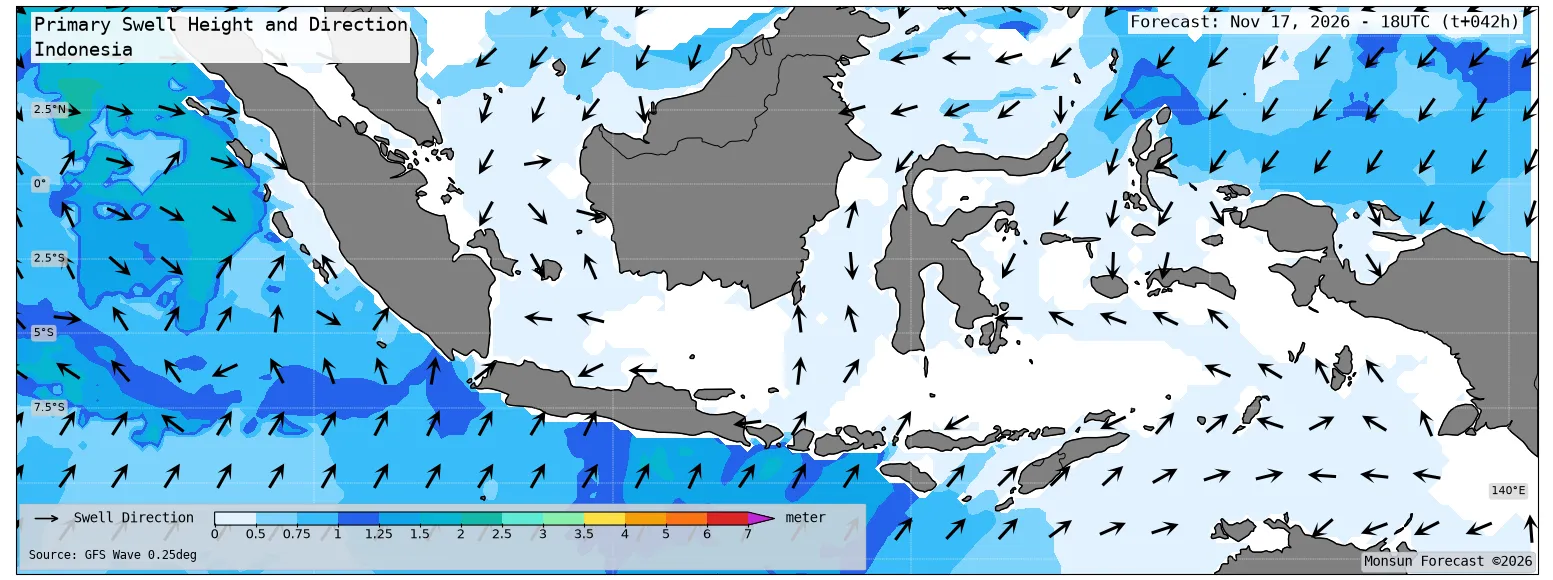 Primary Swell Height and Direction
Indonesia
Forecast: Nov 17, 2026 - 18UTC (t+042h)
2.5°N
0°
2.5°S
5°S
7.5°S
140°E
Swell Direction
0 0.5 0.75 1 1.25 1.5 2 2.5 3 3.5 4 5 6 7
meter
Source: GFS Wave 0.25deg
Monsun Forecast ©2026